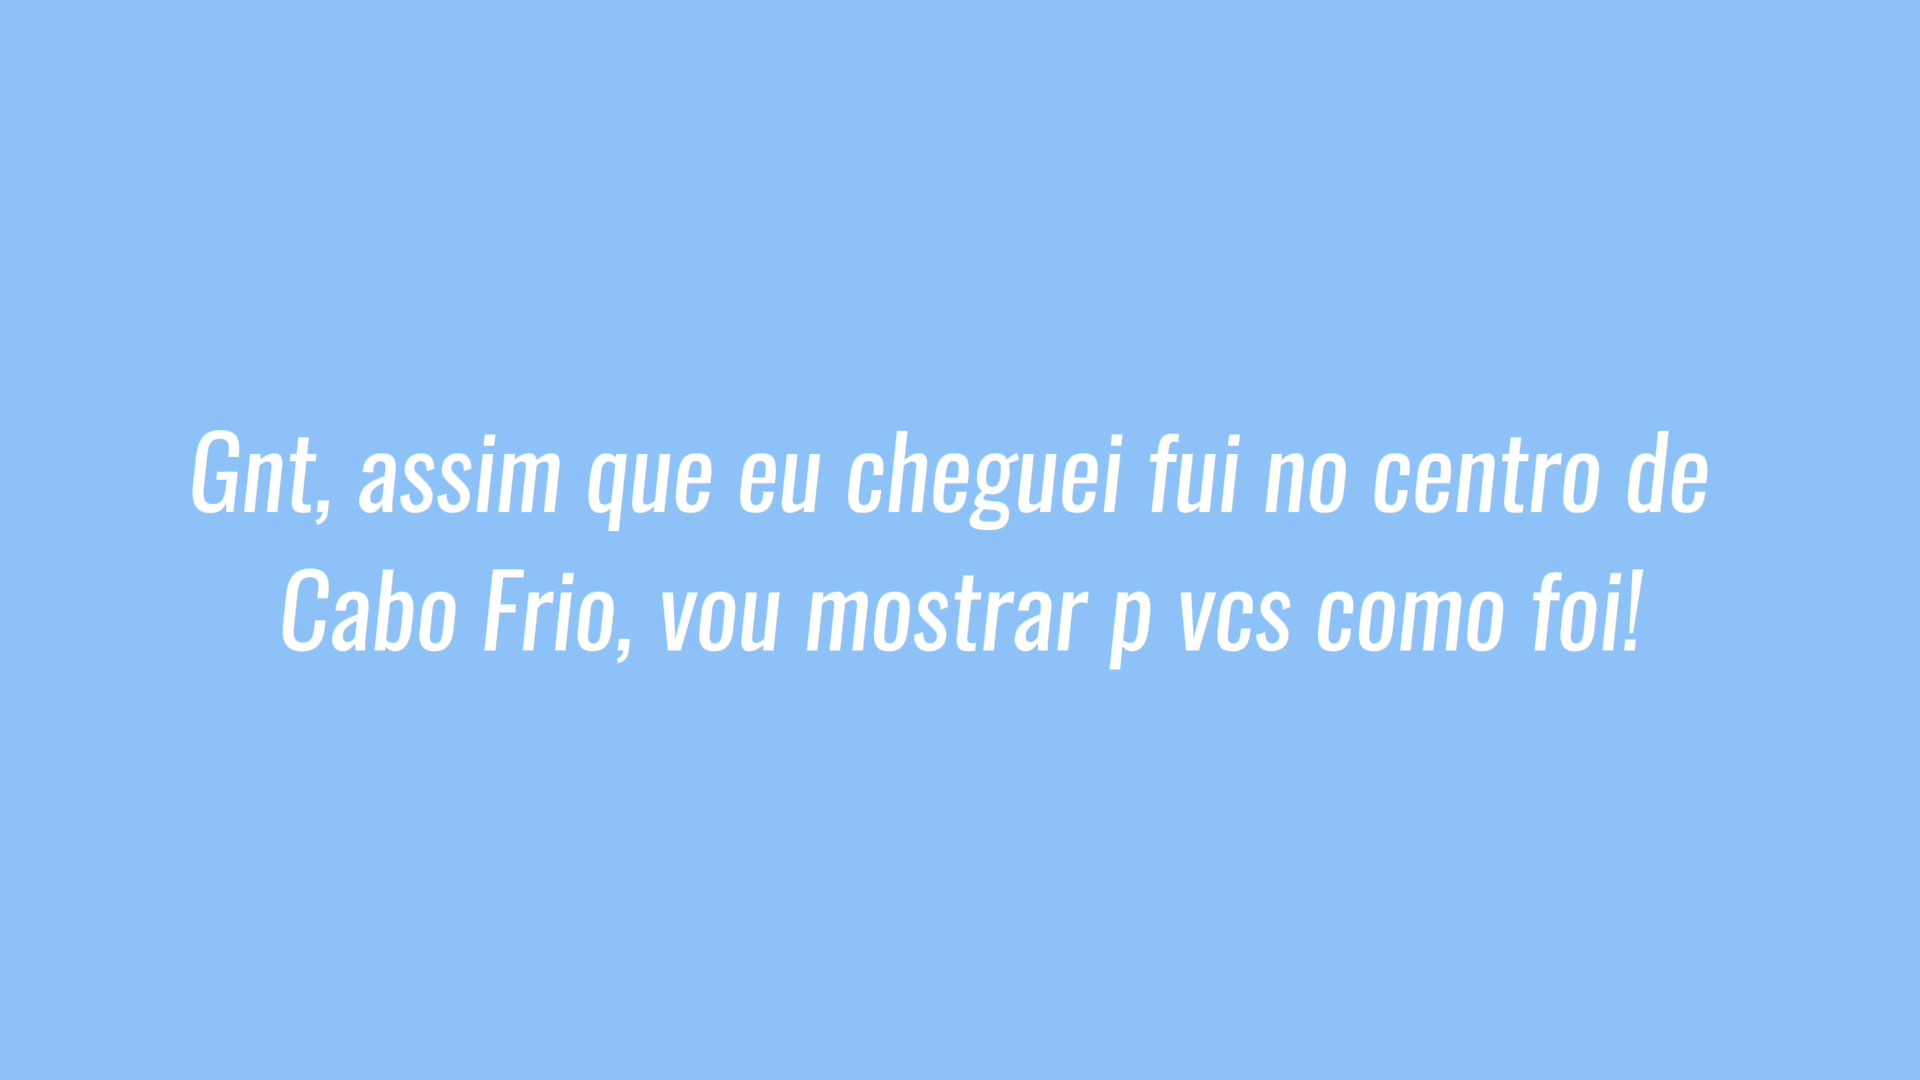 Gnt, assim que eu cheguei fui no centro de
Cabo Frio, vou mostrar p vcs como foi!